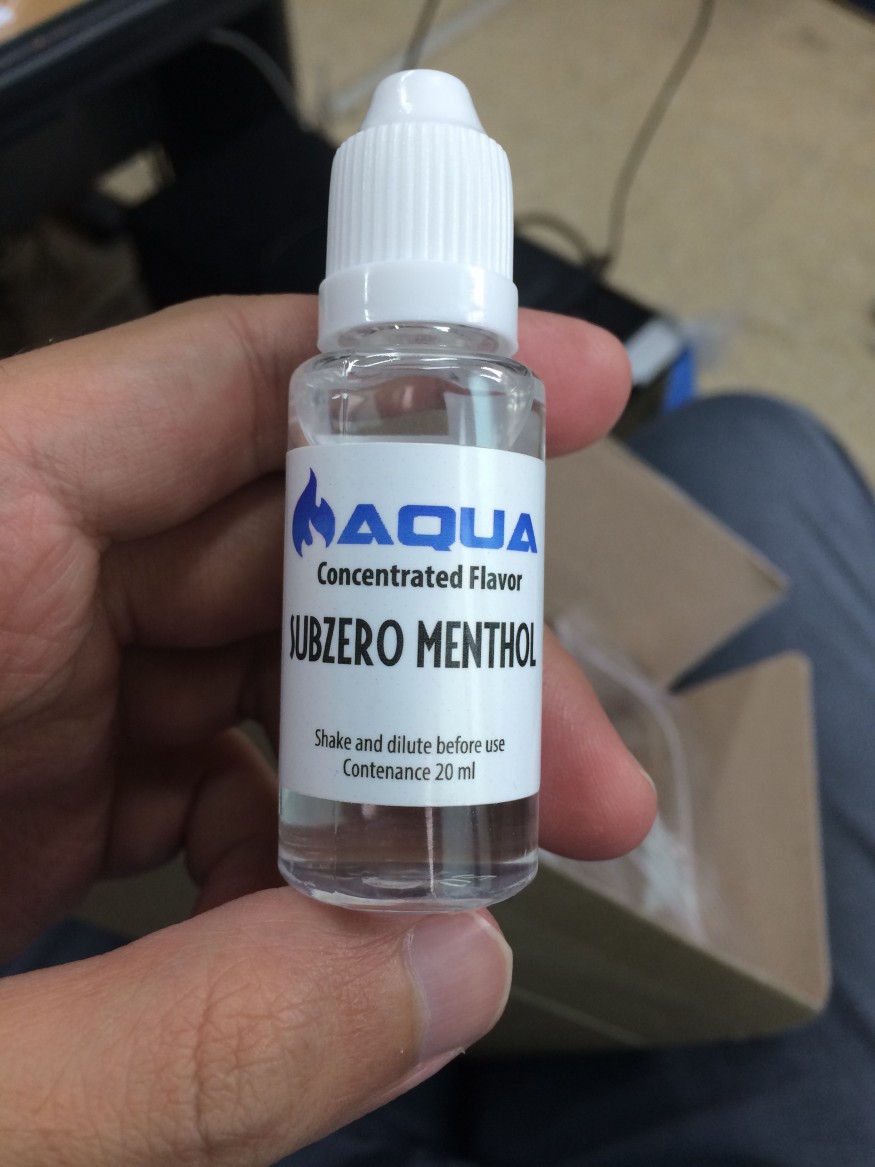 AQUA
Concentrated Flavor
SUBZERO MENTHOL
Shake and dilute before use
Contenance 20 ml